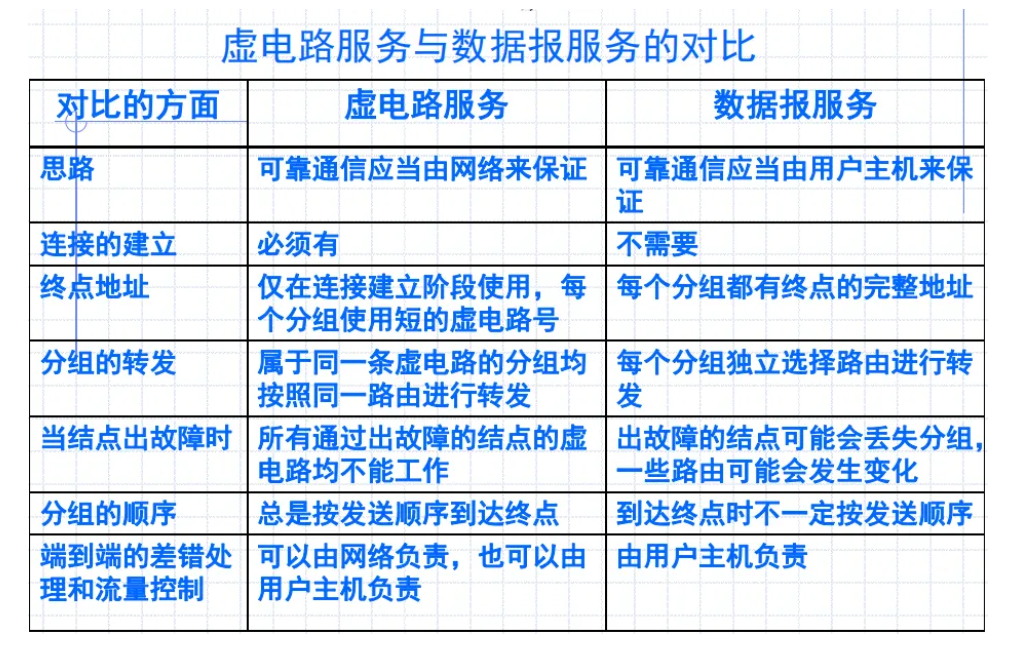 虚电路服务与数据报服务的对比
对比的方面
虚电路服务
数据报服务
思路
可靠通信应当由网络来保证
可靠通信应当由用户主机来保
证
连接的建立
必须有
不需要
终点地址
仅在连接建立阶段使用，每
个分组使用短的虚电路号
每个分组都有终点的完整地址
分组的转发
属于同一条虚电路的分组均
按照同一路由进行转发
每个分组独立选择路由进行转
发
当结点出故障时
所有通过出故障的结点的虚
电路均不能工作
出故障的结点可能会丢失分组，
一些路由可能会发生变化
分组的顺序
总是按发送顺序到达终点
到达终点时不一定按发送顺序
端到端的差错处
理和流量控制
可以由网络负责，也可以由
用户主机负责
由用户主机负责